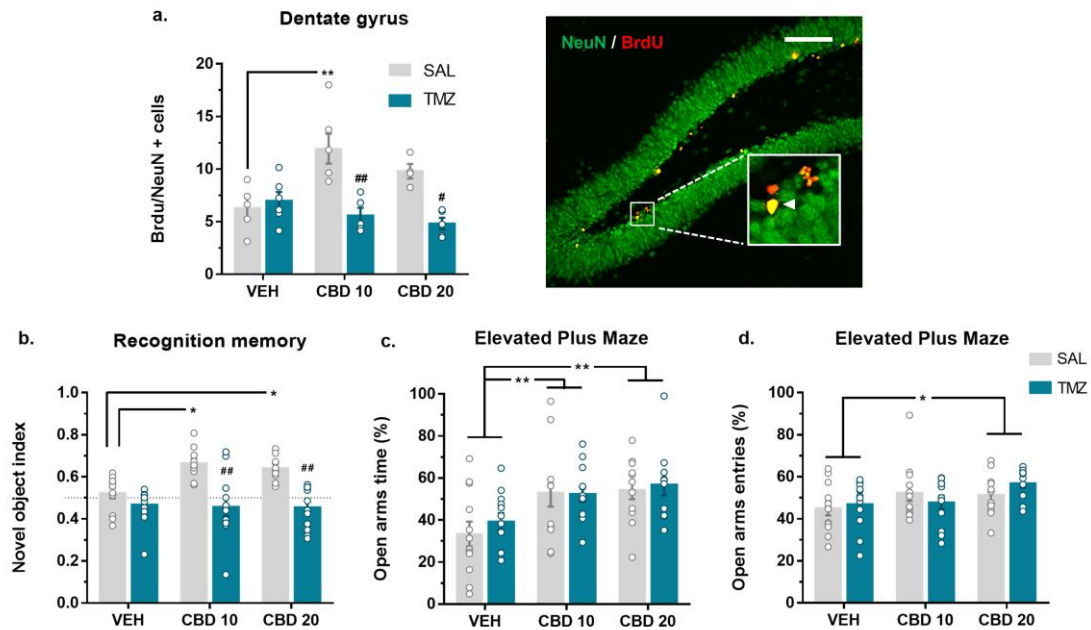 a.
Dentate gyrus
Brdu/NeuN + cells
20
15
10
5
0
**
##
#
SAL
TMZ
VEH CBD 10 CBD 20
NeuN / BrdU
b.
Recognition memory
Novel object index
1.0
0.8
0.6
0.4
0.2
0.0
*
*
##
##
VEH CBD 10 CBD 20
c.
Elevated Plus Maze
Open arms time (%)
100
80
60
40
20
0
**
**
VEH CBD 10 CBD 20
d.
Elevated Plus Maze
Open arms entries (%)
100
80
60
40
20
0
*
SAL
TMZ
VEH CBD 10 CBD 20